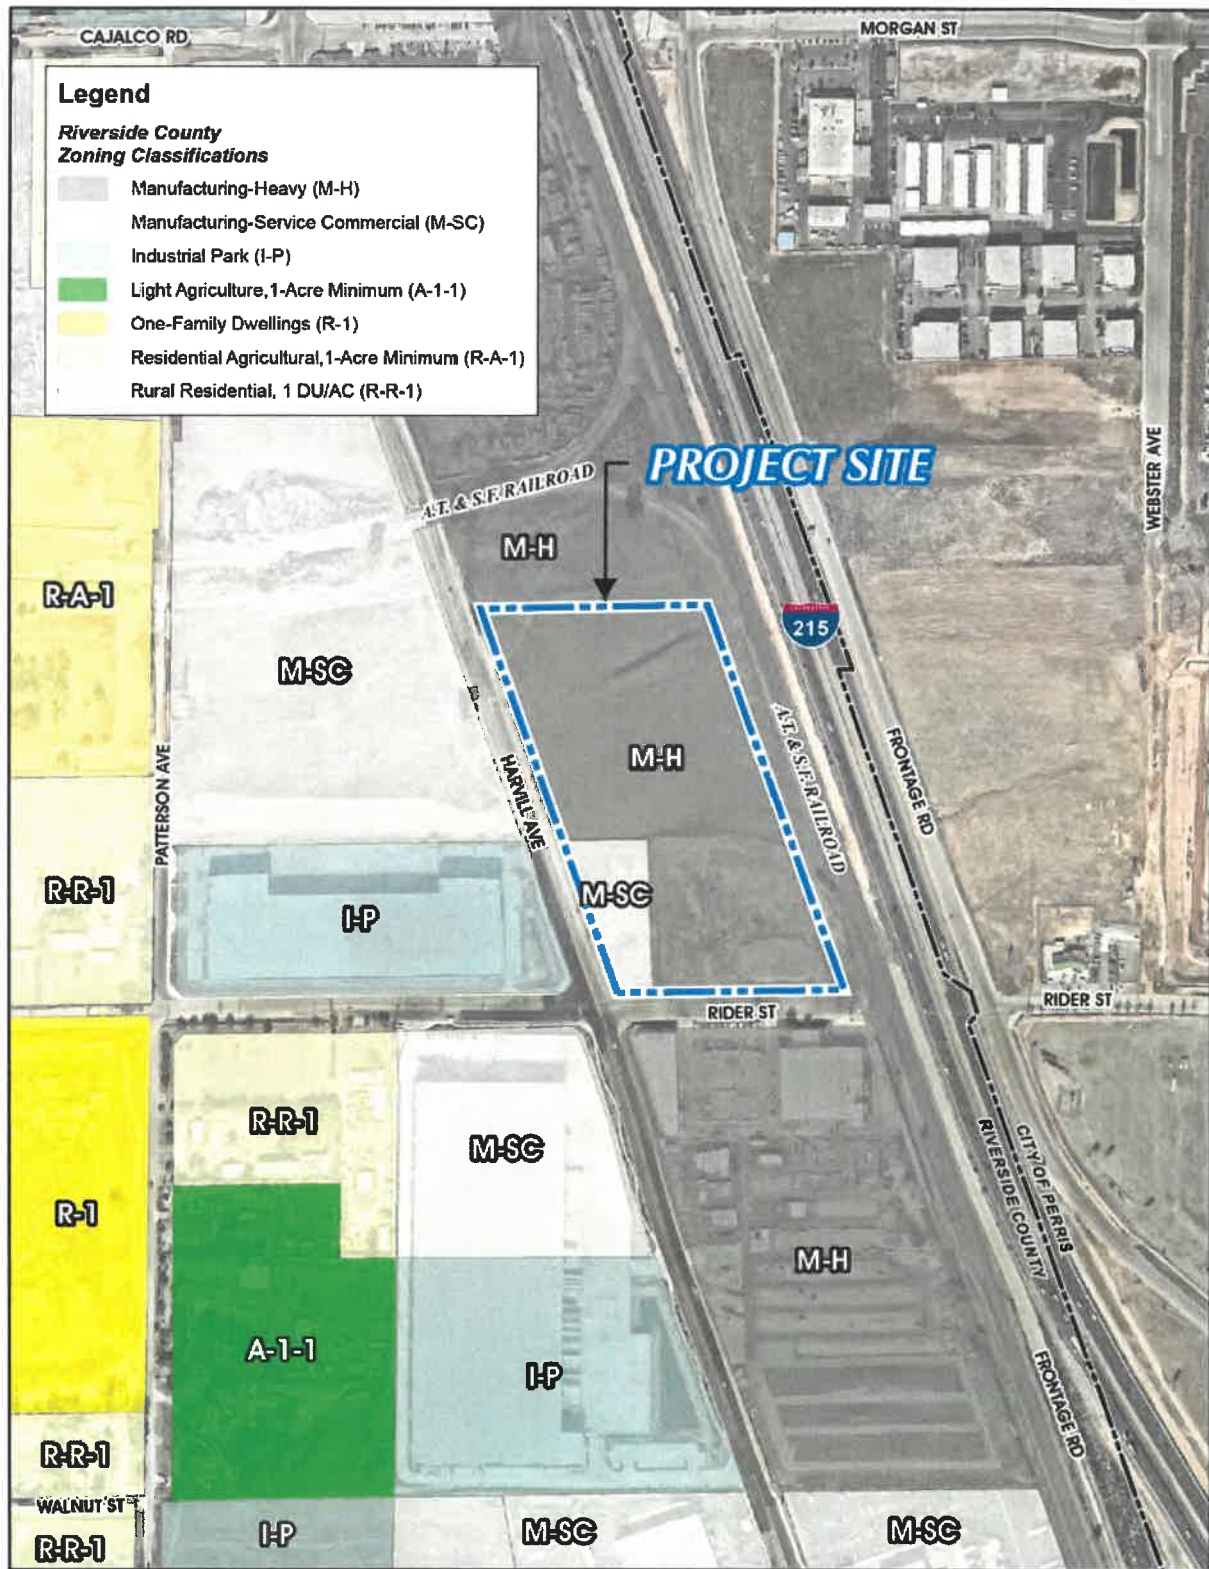 CAJALCO RD
MORGAN ST
Legend
Riverside County
Zoning Classifications
Manufacturing-Heavy (M-H)
Manufacturing-Service Commercial (M-SC)
Industrial Park (I-P)
Light Agriculture, 1-Acre Minimum (A-1-1)
One-Family Dwellings (R-1)
Residential Agricultural, 1-Acre Minimum (R-A-1)
Rural Residential, 1 DU/AC (R-R-1)
WEBSTER AVE
PROJECT SITE
A.T. & S.F. RAILROAD
M-H
R-A-1
215
M-SC
M-H
A.T. & S.F. RAILROAD
FRONTAGE RD
HARVILL AVE
PATTERSON AVE
R-R-1
M-SC
I-P
RIDER ST
RIDER ST
R-R-1
M-SC
CITY OF PERRIS
RIVERSIDE COUNTY
R-1
M-H
A-1-1
I-P
FRONTAGE RD
R-R-1
WALNUT ST
R-R-1
I-P
M-SC
M-SC